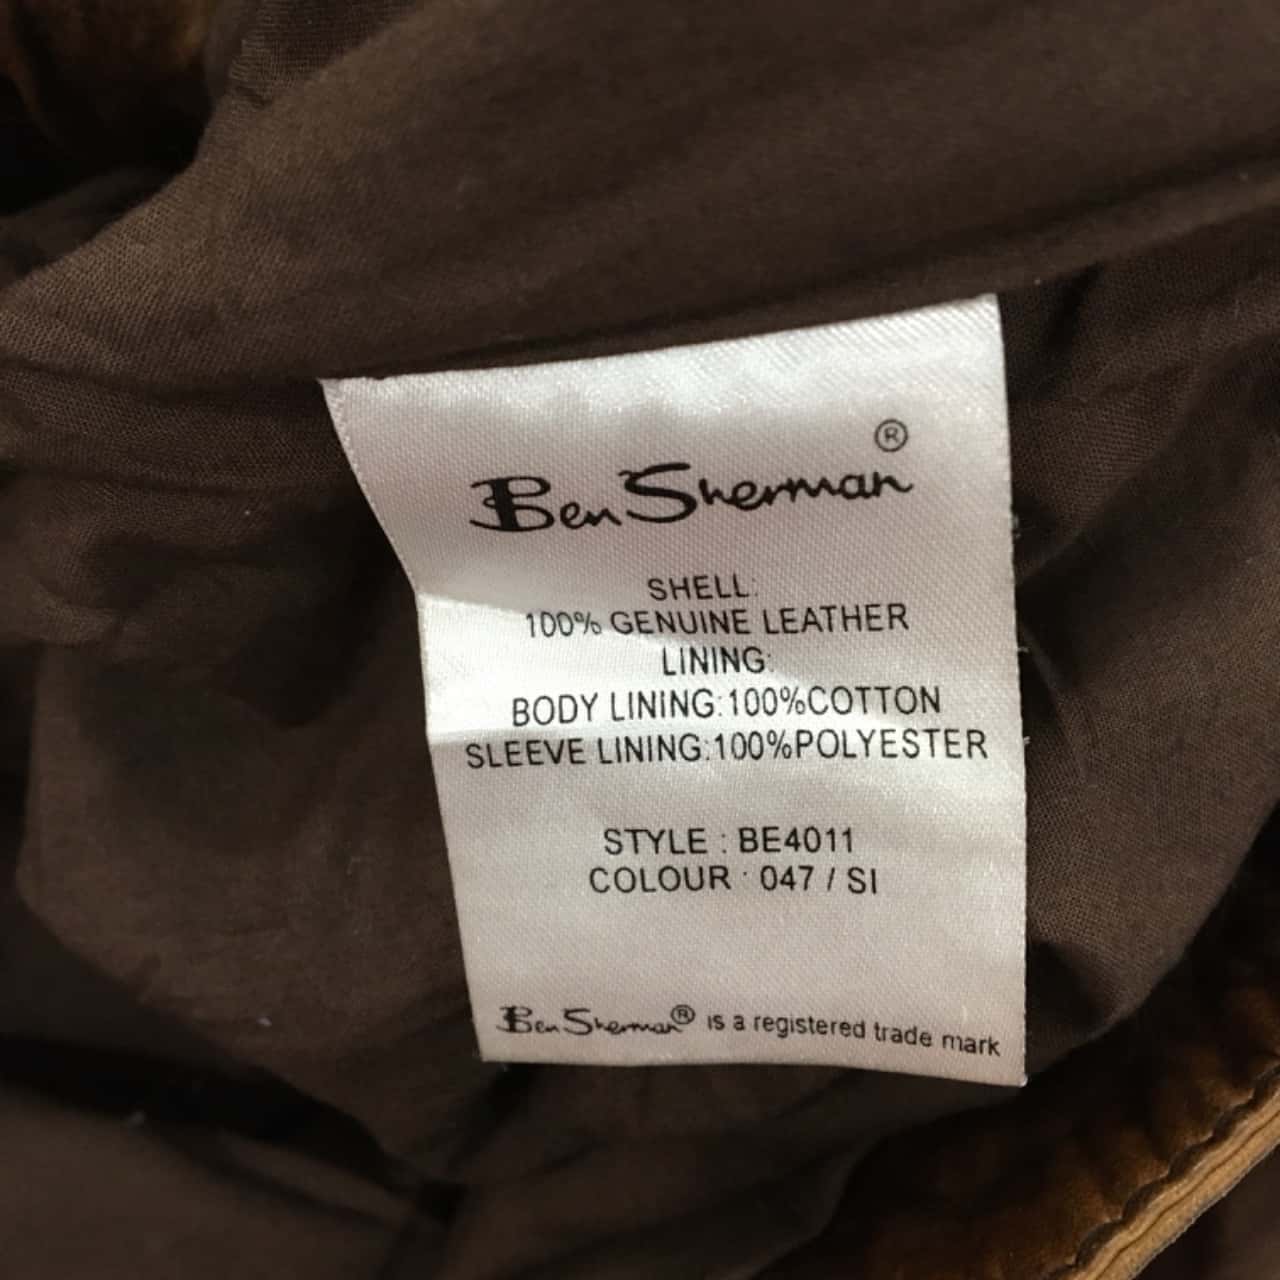 Ben Sherman®
SHELL:
100% GENUINE LEATHER
LINING:
BODY LINING:100%COTTON
SLEEVE LINING:100%POLYESTER
STYLE : BE4011
COLOUR : 047 / SI
Ben Sherman® is a registered trade mark